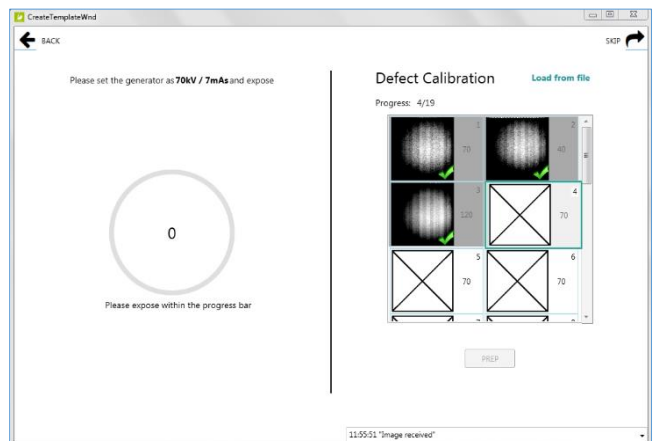 CreateTemplateWnd
BACK
SKIP
Please set the generator as 70kV / 7mAs and expose
0
Please expose within the progress bar
Defect Calibration
Load from file
Progress: 4/19
1
70
2
40
3
120
4
70
5
70
6
70
PREP
11:55:51 "Image received"